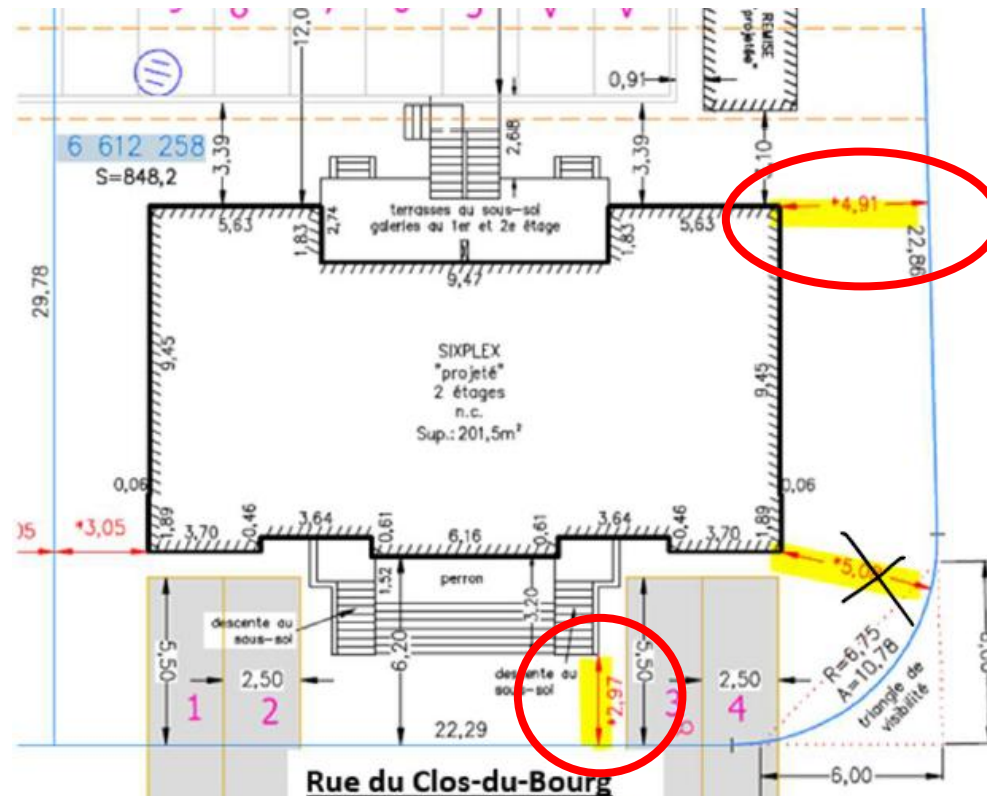 12,0
REMISE
"projeté"
0,91
6 612 258
S=848,2
3,39
2,68
3,39
*4,91
22,86
5,63
1,83
2,74
terrasses au sous-sol
galeries au 1er et 2e étage
1,83
5,63
9,47
29,78
9,45
SIXPLEX
"projeté"
2 étages
n.c.
Sup.: 201,5m²
9,45
0,06
0,06
05
*3,05
1,89
3,70
0,46
3,64
0,61
6,16
0,61
3,64
0,46
3,70
1,89
1,52
perron
3,20
descente au
sous-sol
descente au
sous-sol
5,50
6,20
5,50
2,50
2,50
1
2
*2,97
3
4
R=6,75
A=10,78
triangle de
visibilité
22,29
Rue du Clos-du-Bourg
6,00